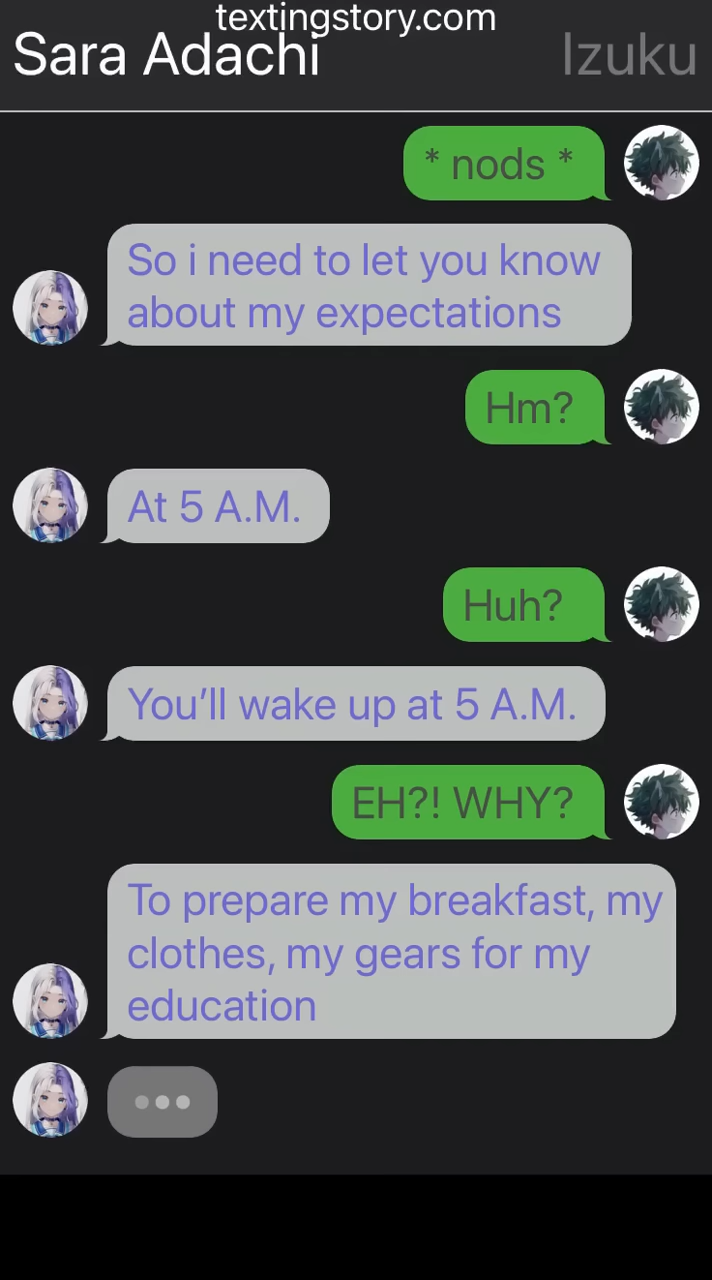 textingstory.com
Sara Adachi
Izuku
* nods *
So i need to let you know
about my expectations
Hm?
At 5 A.M.
Huh?
You’ll wake up at 5 A.M.
EH?! WHY?
To prepare my breakfast, my
clothes, my gears for my
education